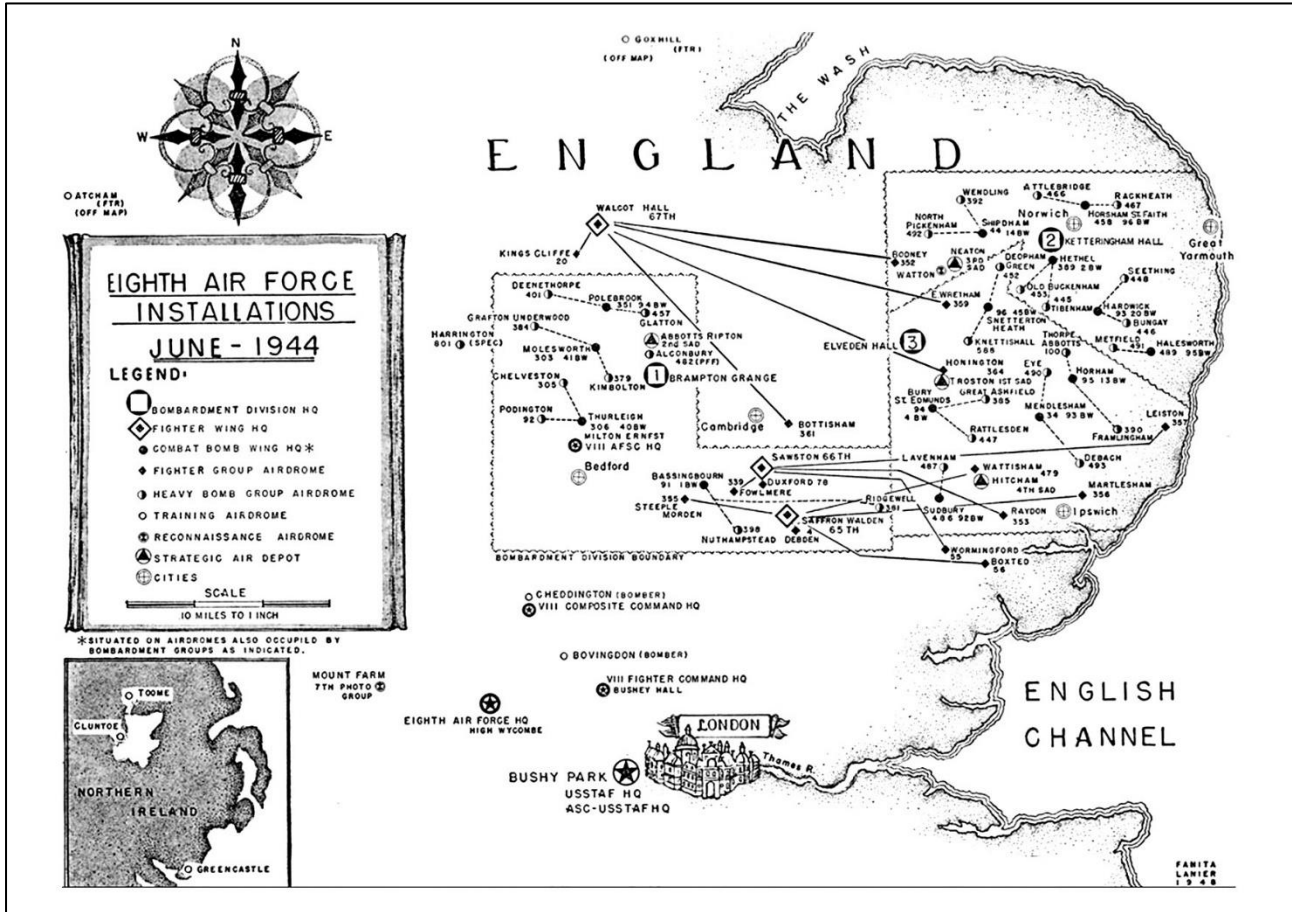 GOXHILL
(FTR)
(OFF MAP)
THE WASH
N
W
E
ENGLAND
ATCHAM
(FTR)
(OFF MAP)
EIGHTH AIR FORCE
INSTALLATIONS
JUNE-1944
LEGEND:
BOMBARDMENT DIVISION HQ
FIGHTER WING HQ
COMBAT BOMB WING HQ*
FIGHTER GROUP AIRDROME
HEAVY BOMB GROUP AIRDROME
TRAINING AIRDROME
RECONNAISSANCE AIRDROME
STRATEGIC AIR DEPOT
CITIES
SCALE
10 MILES TO 1 INCH
*SITUATED ON AIRDROMES ALSO OCCUPILD BY
BOMBARDMENT GROUPS AS INDICATED.
WALCOT HALL
67TH
KINGS CLIFFE
20
DEENETHORPE
401
POLEBROOK
351 94BW
457
GLATTON
GRAFTON UNDERWOOD
384
HARRINGTON
801 (SPEC)
ABBOTTS RIPTON
2nd SAD
ALCONBURY
482 (PFF)
MOLESWORTH
303 41BW
1
BRAMPTON GRANGE
379
KIMBOLTON
CHELVESTON
305
PODINGTON
92
THURLEIGH
306 40BW
MILTON ERNEST
VIII AFSC HQ
Bedford
Cambridge
BOTTISHAM
361
WENDLING
392
ATTLEBRIDGE
466
RACKHEATH
467
HORSHAM ST. FAITH
458 96BW
NORTH
PICKENHAM
492
SHIPDHAM
44 14BW
Norwich
Great
Yarmouth
2
KETTERINGHAM HALL
BODNEY
352
NEATON
3RD
SAD
WATTON
DEOPHAM
GREEN
452
HETHEL
389 2BW
SEETHING
448
OLD BUCKENHAM
453
445
TIBENHAM
HARDWICK
93 20BW
BUNGAY
446
E. WRETHAM
359
96 45BW
SNETTERTON
HEATH
KNETTISHALL
388
THORPE
ABBOTTS
100
METFIELD
491
HALESWORTH
489 95BW
ELVEDEN HALL
3
HONINGTON
364
TROSTON 1ST SAD
EYE
490
HORHAM
95 13BW
BURY
ST. EDMUNDS
94
4BW
GREAT ASHFIELD
385
MENDLESHAM
34 93BW
LEISTON
357
RATTLESDEN
447
390
FRAMLINGHAM
DEBACH
493
SAWSTON 66TH
LAVENHAM
487
WATTISHAM
479
HITCHAM
4TH SAD
MARTLESHAM
356
BASSINGBOURN
91 1BW
339
FOWLMERE
DUXFORD 78
355
STEEPLE
MORDEN
RIDGEWELL
381
SUDBURY
486 92BW
RAYDON
353
Ipswich
SAFFRON WALDEN
65TH
398
NUTHAMPSTEAD
DEBDEN
4
WORMINGFORD
55
BOXTED
56
BOMBARDMENT DIVISION BOUNDARY
CHEDDINGTON (BOMBER)
VIII COMPOSITE COMMAND HQ
BOVINGDON (BOMBER)
VIII FIGHTER COMMAND HQ
BUSHEY HALL
MOUNT FARM
7TH PHOTO
GROUP
EIGHTH AIR FORCE HQ
HIGH WYCOMBE
LONDON
Thames R.
BUSHY PARK
USSTAF HQ
ASC-USSTAF HQ
ENGLISH
CHANNEL
TOOME
CLUNTOE
NORTHERN
IRELAND
GREENCASTLE
FANITA
LANIER
1948